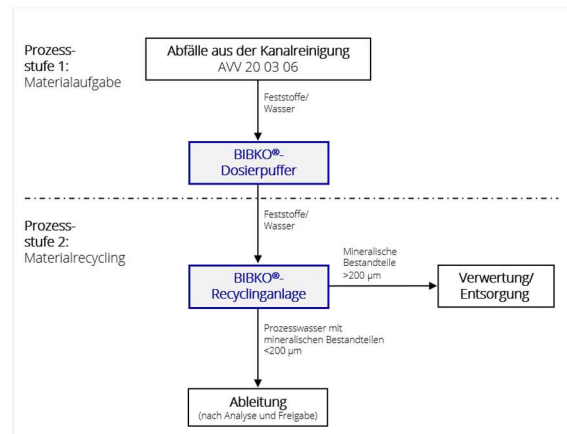 Prozess-
stufe 1:
Materialaufgabe
Abfälle aus der Kanalreinigung
AVV 20 03 06
Feststoffe/
Wasser
BIBKO®-
Dosierpuffer
Prozess-
stufe 2:
Materialrecycling
Feststoffe/
Wasser
BIBKO®-
Recyclinganlage
Mineralische
Bestandteile
>200 µm
Verwertung/
Entsorgung
Prozesswasser mit
mineralischen Bestandteilen
<200 µm
Ableitung
(nach Analyse und Freigabe)